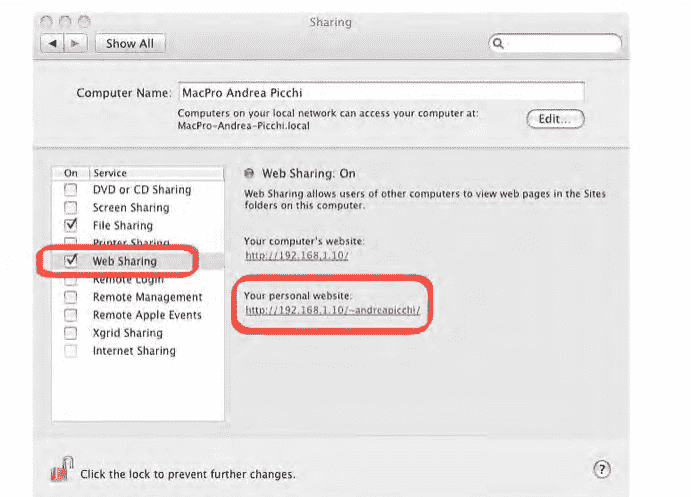 Sharing
Show All
Computer Name: MacPro Andrea Picchi
Computers on your local network can access your computer at:
MacPro-Andrea-Picchi.local
Edit...
On Service
DVD or CD Sharing
Screen Sharing
File Sharing
Printer Sharing
Web Sharing
Remote Login
Remote Management
Remote Apple Events
Xgrid Sharing
Internet Sharing
Web Sharing: On
Web Sharing allows users of other computers to view web pages in the Sites
folders on this computer.
Your computer's website:
http://192.168.1.10/
Your personal website:
http://192.168.1.10/~andreapicchi/
Click the lock to prevent further changes.
?